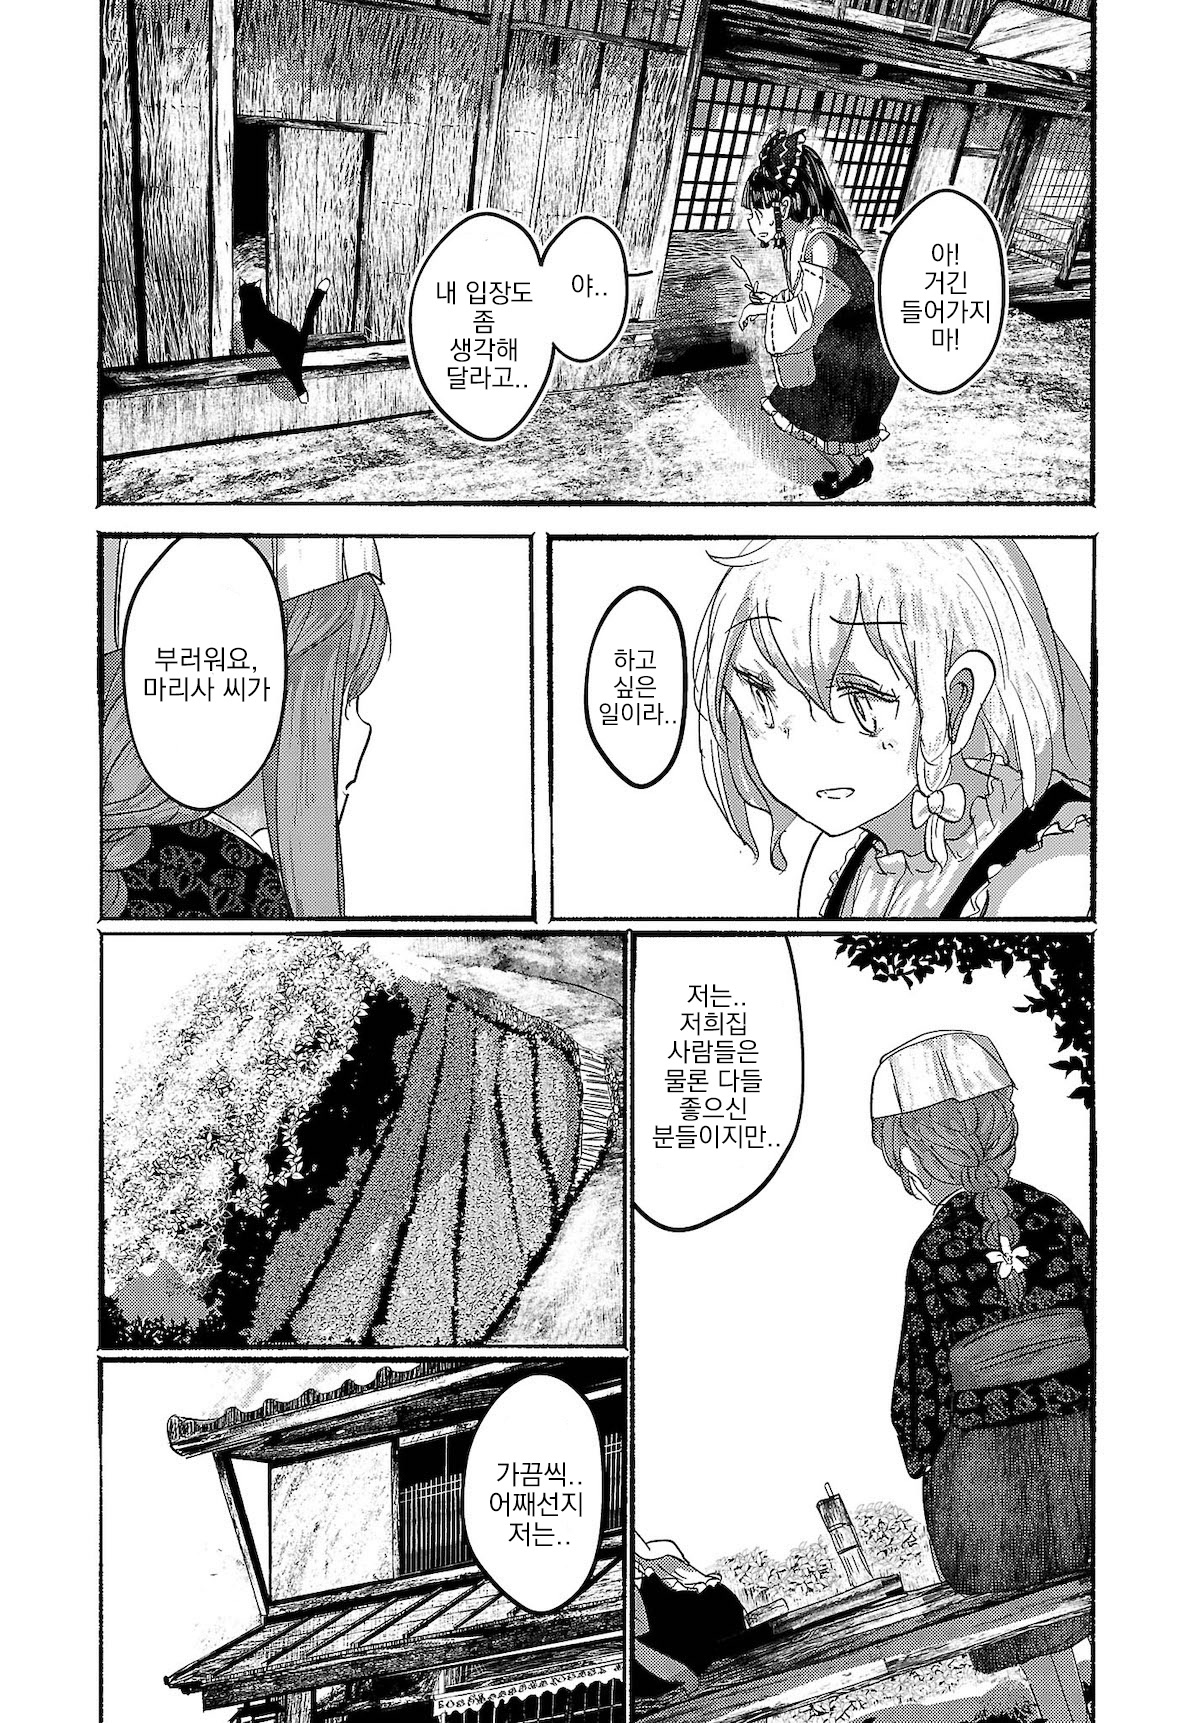 아!
거긴
들어가지
마!
야..
내 입장도
좀
생각해
달라고..
하고
싶은
일이라..
부러워요,
마리사 씨가
저는..
저희집
사람들은
물론 다들
좋으신
분들이지만..
가끔씩..
어째선지
저는..